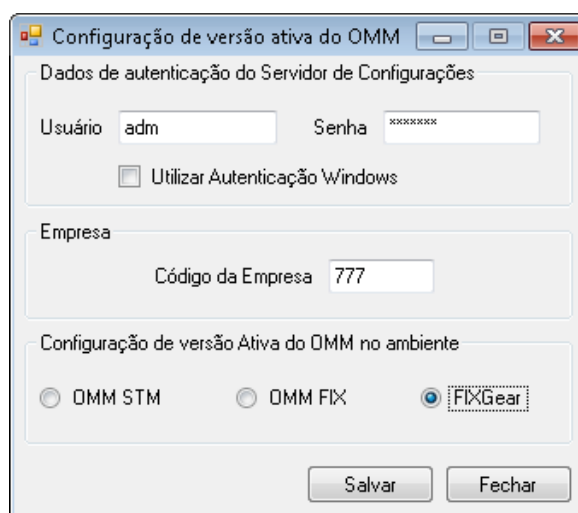 Configuração de versão ativa do OMM
Dados de autenticação do Servidor de Configurações
Usuário adm Senha *******
Utilizar Autenticação Windows
Empresa
Código da Empresa 777
Configuração de versão Ativa do OMM no ambiente
OMM STM OMM FIX FIXGear
Salvar Fechar